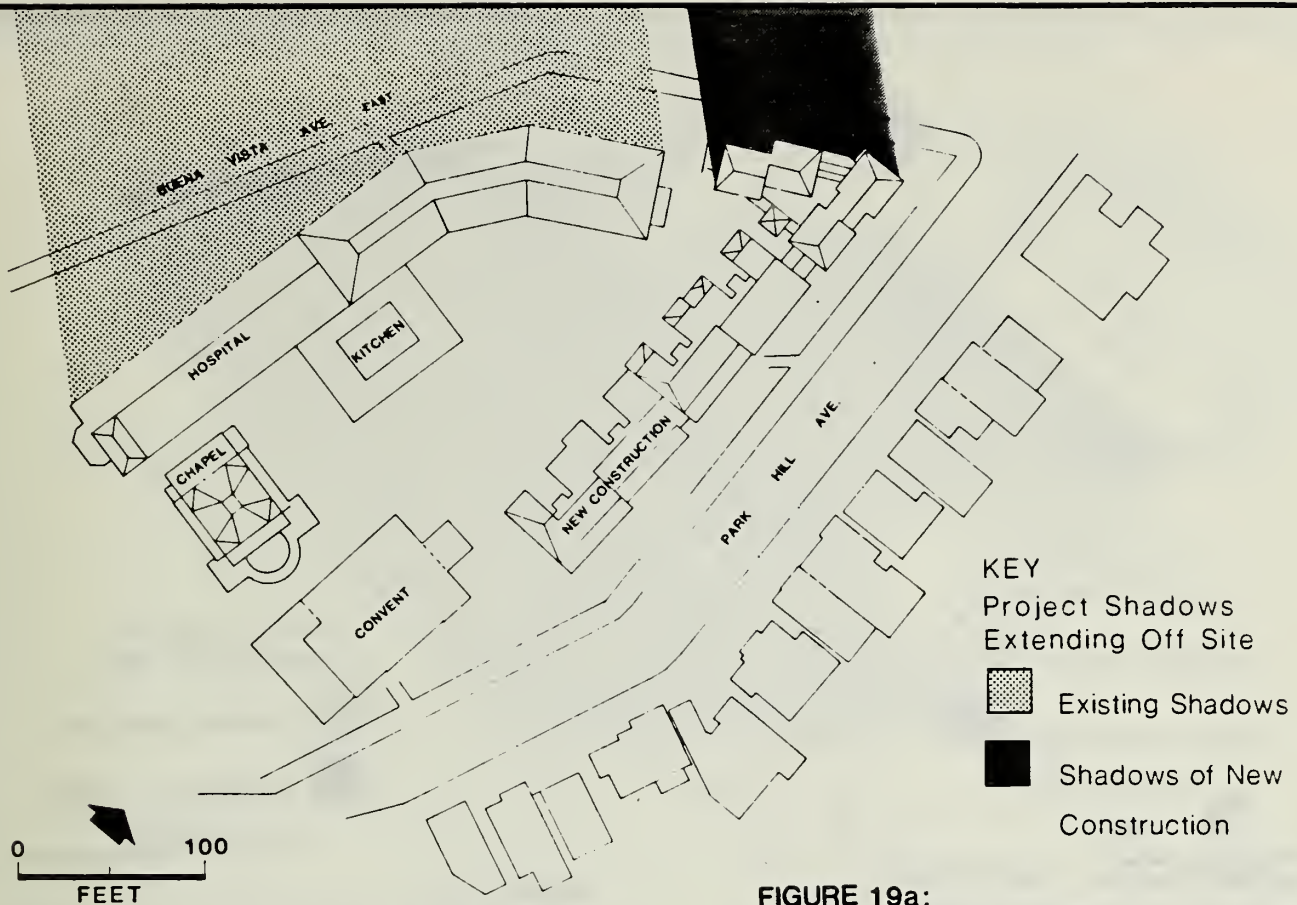 BUENA VISTA AVE. EAST
HOSPITAL
KITCHEN
CHAPEL
NEW CONSTRUCTION
CONVENT
PARK HILL AVE.
KEY
Project Shadows
Extending Off Site
Existing Shadows
Shadows of New
Construction
0 100
FEET
FIGURE 19a: